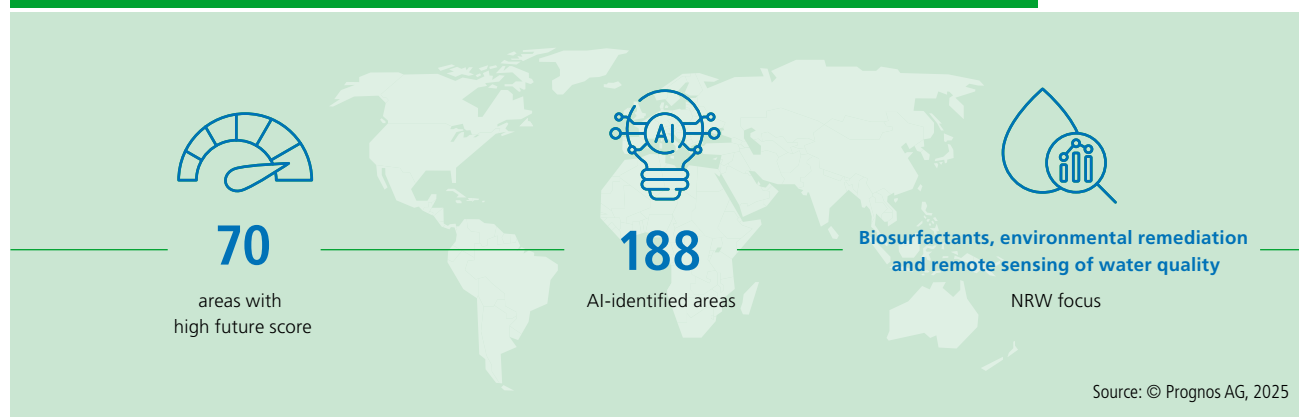 AI
70
areas with
high future score
188
AI-identified areas
Biosurfactants, environmental remediation
and remote sensing of water quality
NRW focus
Source: © Prognos AG, 2025